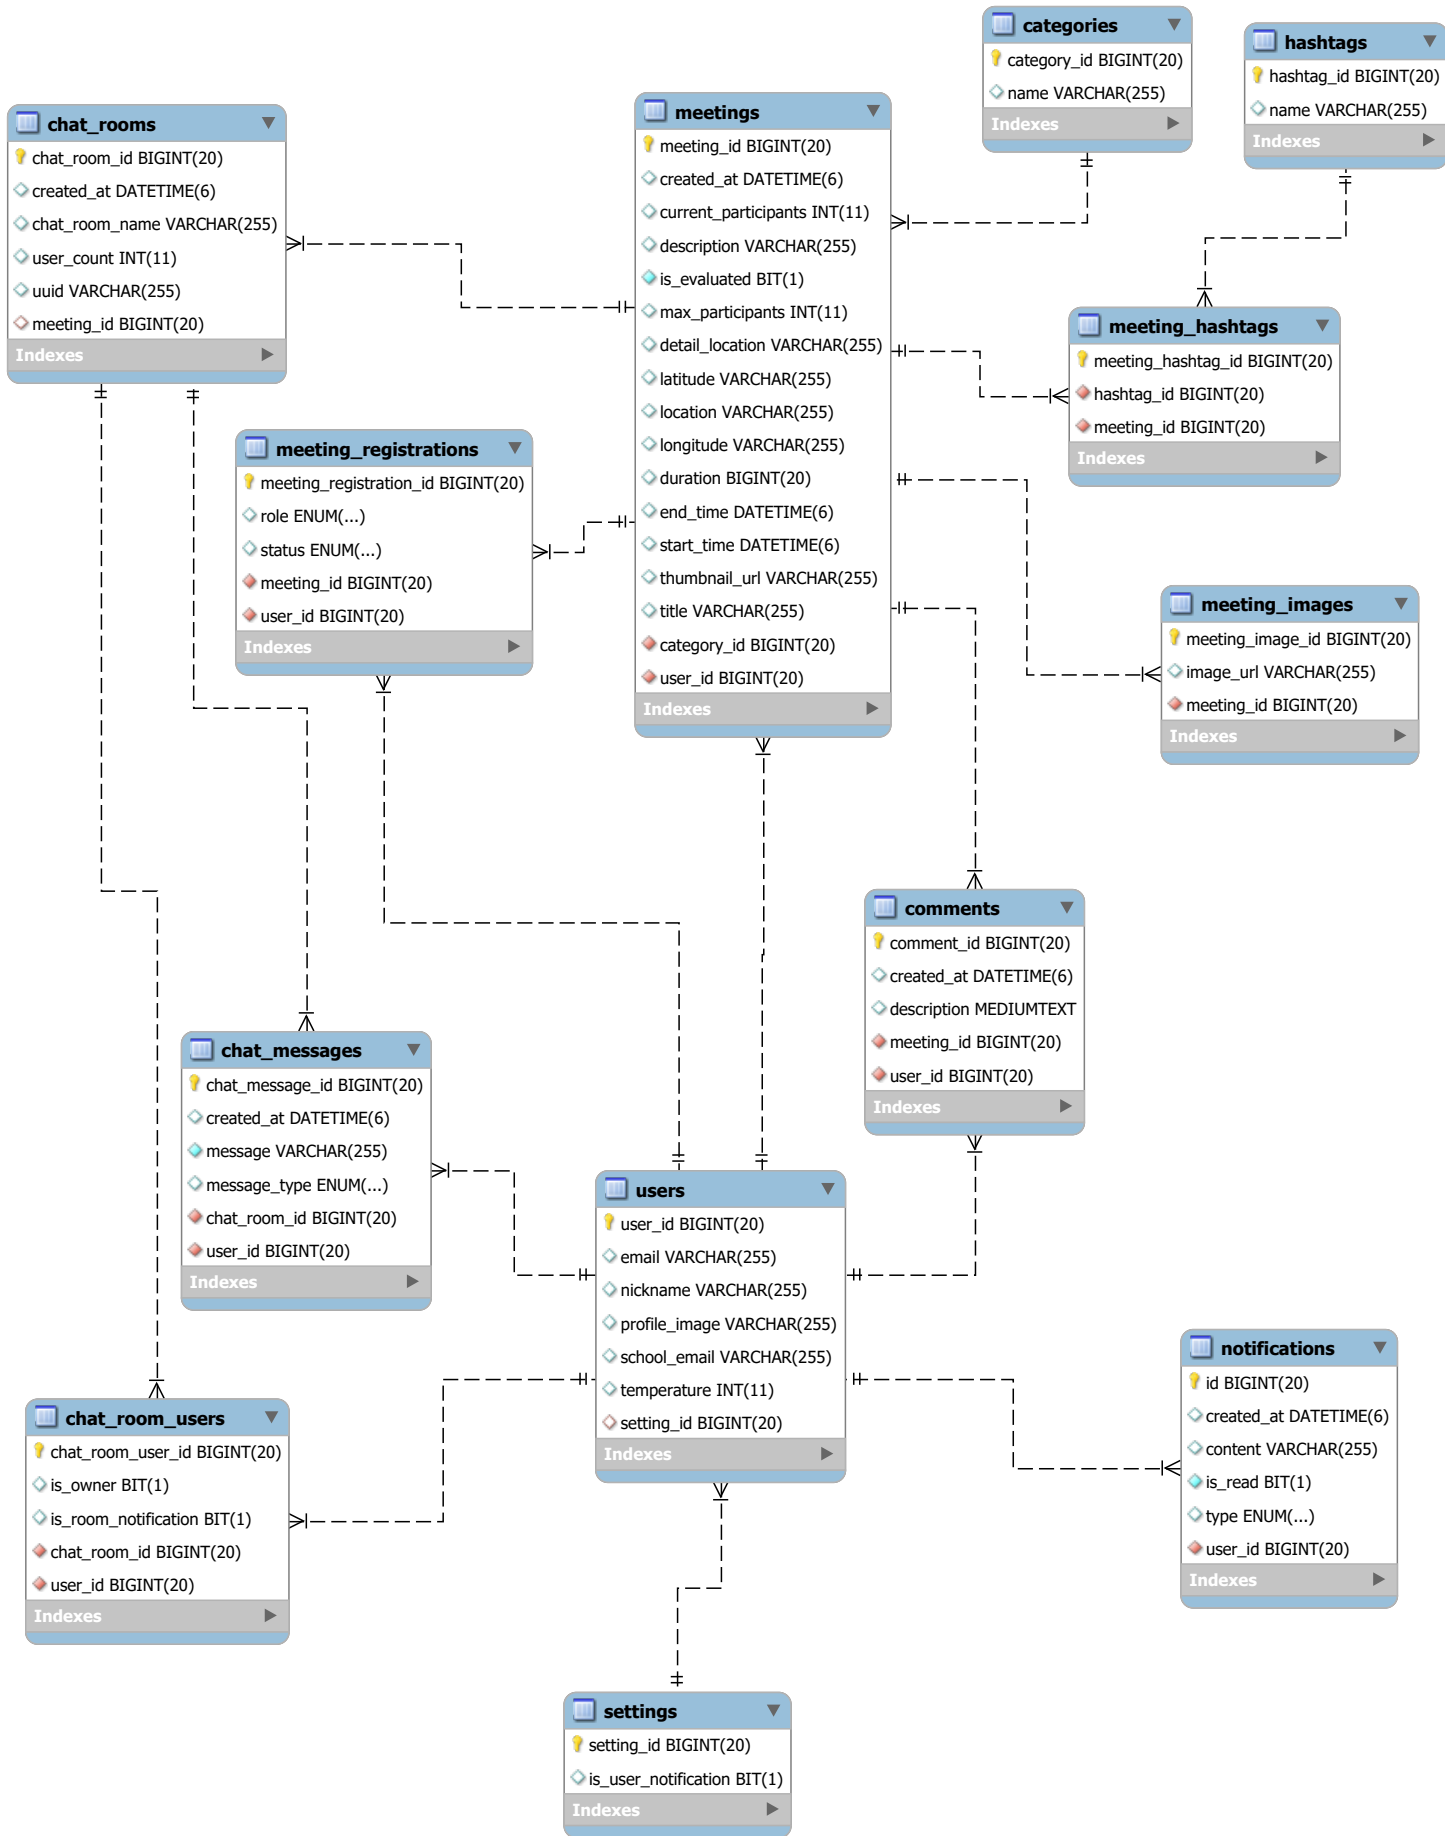 categories
category_id BIGINT(20)
name VARCHAR(255)
Indexes
hashtags
hashtag_id BIGINT(20)
name VARCHAR(255)
Indexes
chat_rooms
chat_room_id BIGINT(20)
created_at DATETIME(6)
chat_room_name VARCHAR(255)
user_count INT(11)
uuid VARCHAR(255)
meeting_id BIGINT(20)
Indexes
meetings
meeting_id BIGINT(20)
created_at DATETIME(6)
current_participants INT(11)
description VARCHAR(255)
is_evaluated BIT(1)
max_participants INT(11)
detail_location VARCHAR(255)
latitude VARCHAR(255)
location VARCHAR(255)
longitude VARCHAR(255)
duration BIGINT(20)
end_time DATETIME(6)
start_time DATETIME(6)
thumbnail_url VARCHAR(255)
title VARCHAR(255)
category_id BIGINT(20)
user_id BIGINT(20)
Indexes
meeting_hashtags
meeting_hashtag_id BIGINT(20)
hashtag_id BIGINT(20)
meeting_id BIGINT(20)
Indexes
meeting_registrations
meeting_registration_id BIGINT(20)
role ENUM(...)
status ENUM(...)
meeting_id BIGINT(20)
user_id BIGINT(20)
Indexes
meeting_images
meeting_image_id BIGINT(20)
image_url VARCHAR(255)
meeting_id BIGINT(20)
Indexes
comments
comment_id BIGINT(20)
created_at DATETIME(6)
description MEDIUMTEXT
meeting_id BIGINT(20)
user_id BIGINT(20)
Indexes
chat_messages
chat_message_id BIGINT(20)
created_at DATETIME(6)
message VARCHAR(255)
message_type ENUM(...)
chat_room_id BIGINT(20)
user_id BIGINT(20)
Indexes
users
user_id BIGINT(20)
email VARCHAR(255)
nickname VARCHAR(255)
profile_image VARCHAR(255)
school_email VARCHAR(255)
temperature INT(11)
setting_id BIGINT(20)
Indexes
notifications
id BIGINT(20)
created_at DATETIME(6)
content VARCHAR(255)
is_read BIT(1)
type ENUM(...)
user_id BIGINT(20)
Indexes
chat_room_users
chat_room_user_id BIGINT(20)
is_owner BIT(1)
is_room_notification BIT(1)
chat_room_id BIGINT(20)
user_id BIGINT(20)
Indexes
settings
setting_id BIGINT(20)
is_user_notification BIT(1)
Indexes